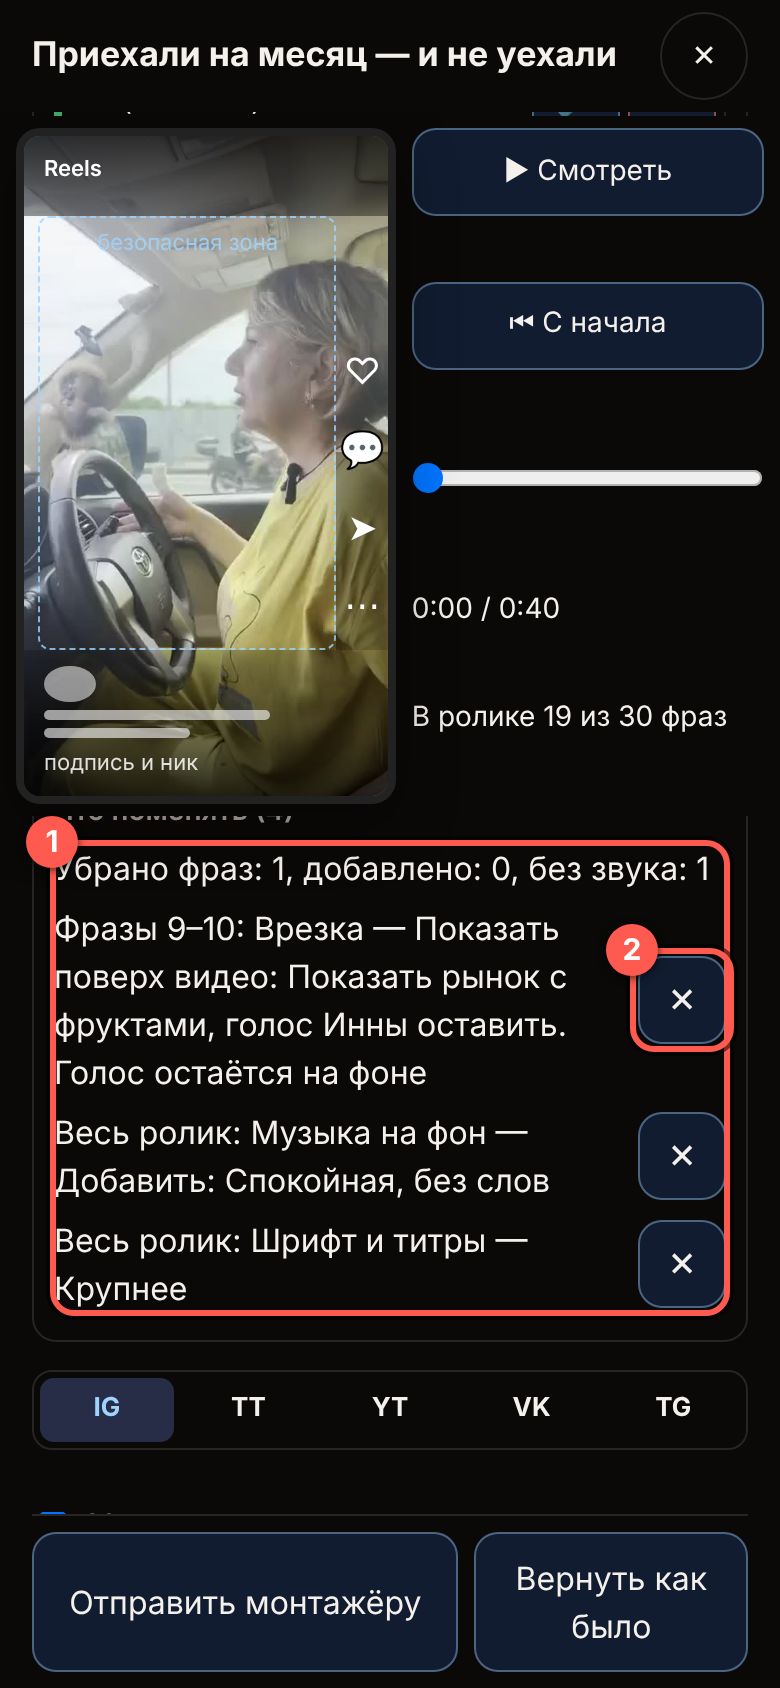 Приехали на месяц — и не уехали
✕
Reels
безопасная зона
▶ Смотреть
⏮ С начала
0:00 / 0:40
В ролике 19 из 30 фраз
подпись и ник
1
Убрано фраз: 1, добавлено: 0, без звука: 1
Фразы 9–10: Врезка — Показать
поверх видео: Показать рынок с
фруктами, голос Инны оставить.
Голос остаётся на фоне
2
✕
Весь ролик: Музыка на фон —
Добавить: Спокойная, без слов
✕
Весь ролик: Шрифт и титры —
Крупнее
✕
IG TT YT VK TG
Отправить монтажёру
Вернуть как
было